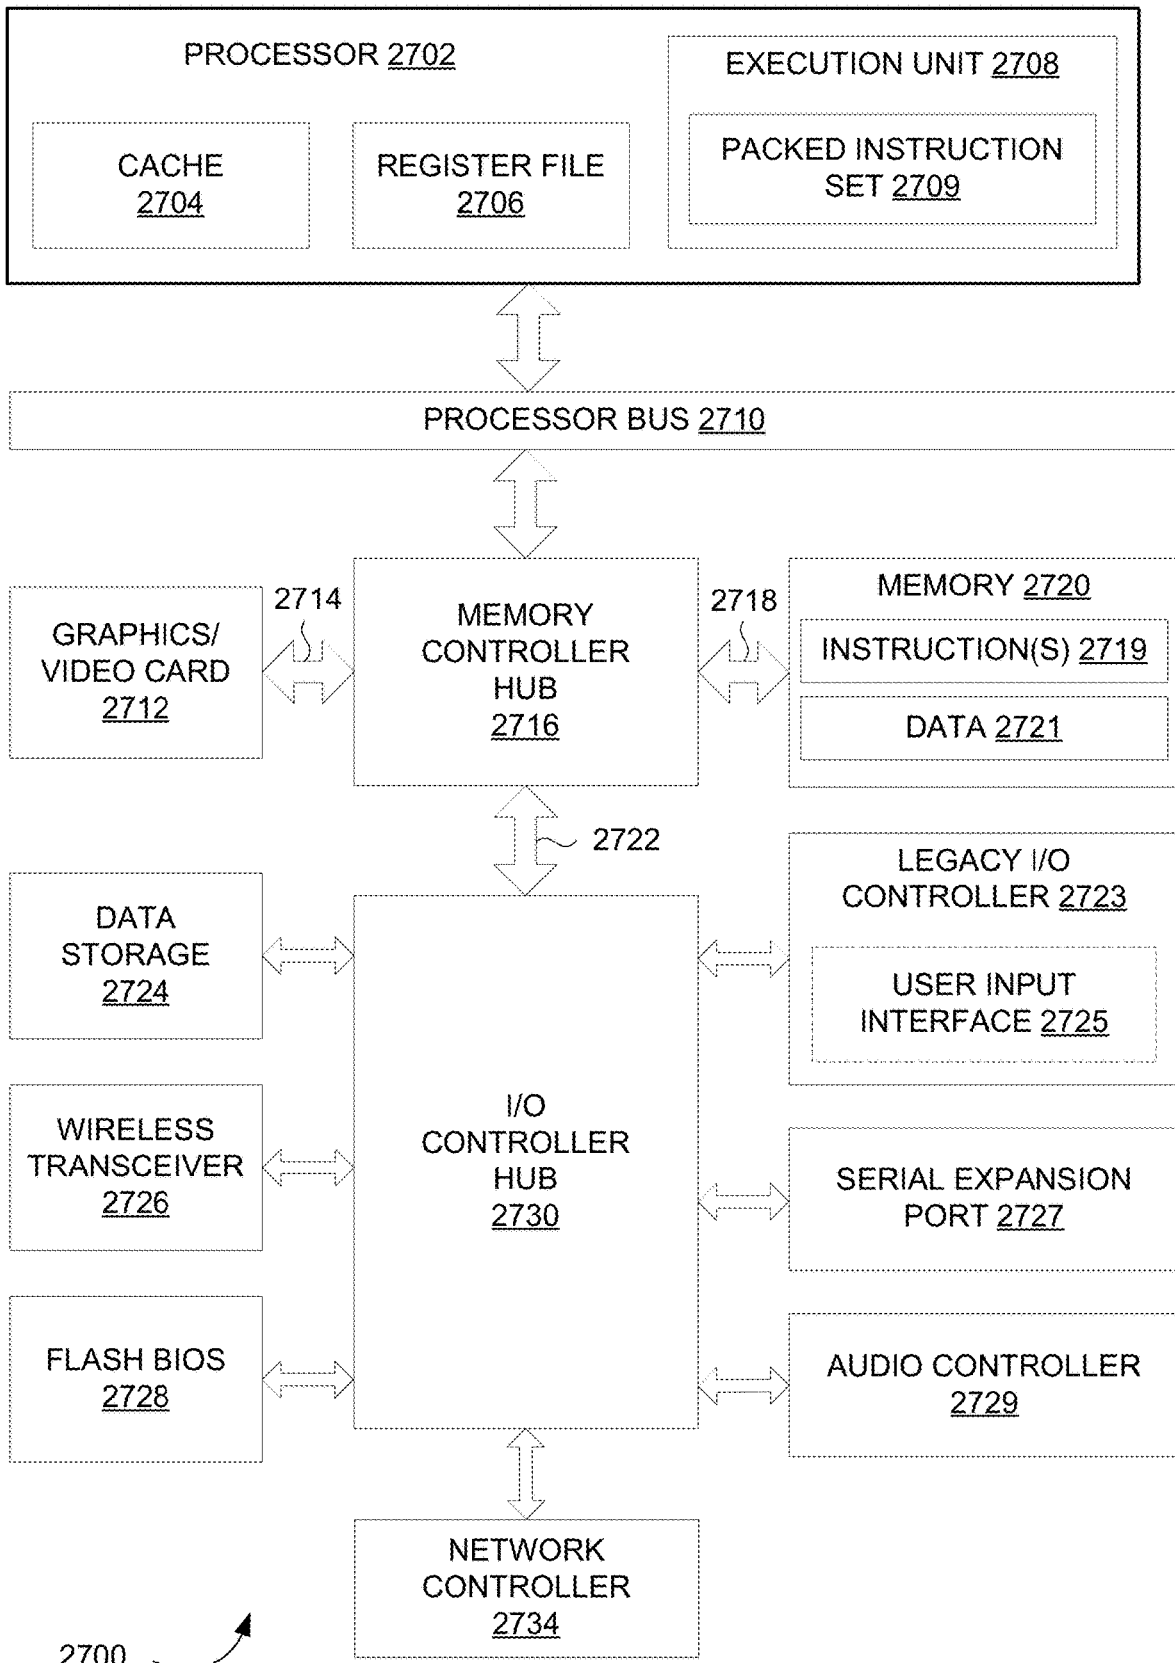 PROCESSOR 2702
EXECUTION UNIT 2708
PACKED INSTRUCTION
SET 2709
CACHE
2704
REGISTER FILE
2706
PROCESSOR BUS 2710
GRAPHICS/
VIDEO CARD
2712
2714
MEMORY
CONTROLLER
HUB
2716
2718
MEMORY 2720
INSTRUCTION(S) 2719
DATA 2721
2722
DATA
STORAGE
2724
LEGACY I/O
CONTROLLER 2723
USER INPUT
INTERFACE 2725
WIRELESS
TRANSCEIVER
2726
I/O
CONTROLLER
HUB
2730
SERIAL EXPANSION
PORT 2727
FLASH BIOS
2728
AUDIO CONTROLLER
2729
NETWORK
CONTROLLER
2734
2700